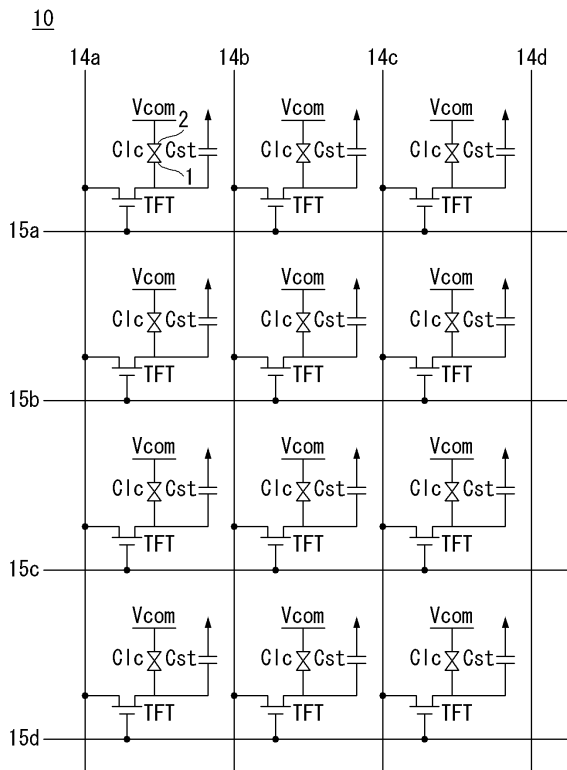 10
14a 14b 14c 14d
Vcom Vcom Vcom
2
Clc Cst Clc Cst Clc Cst
1
TFT TFT TFT
15a
Vcom Vcom Vcom
Clc Cst Clc Cst Clc Cst
TFT TFT TFT
15b
Vcom Vcom Vcom
Clc Cst Clc Cst Clc Cst
TFT TFT TFT
15c
Vcom Vcom Vcom
Clc Cst Clc Cst Clc Cst
TFT TFT TFT
15d